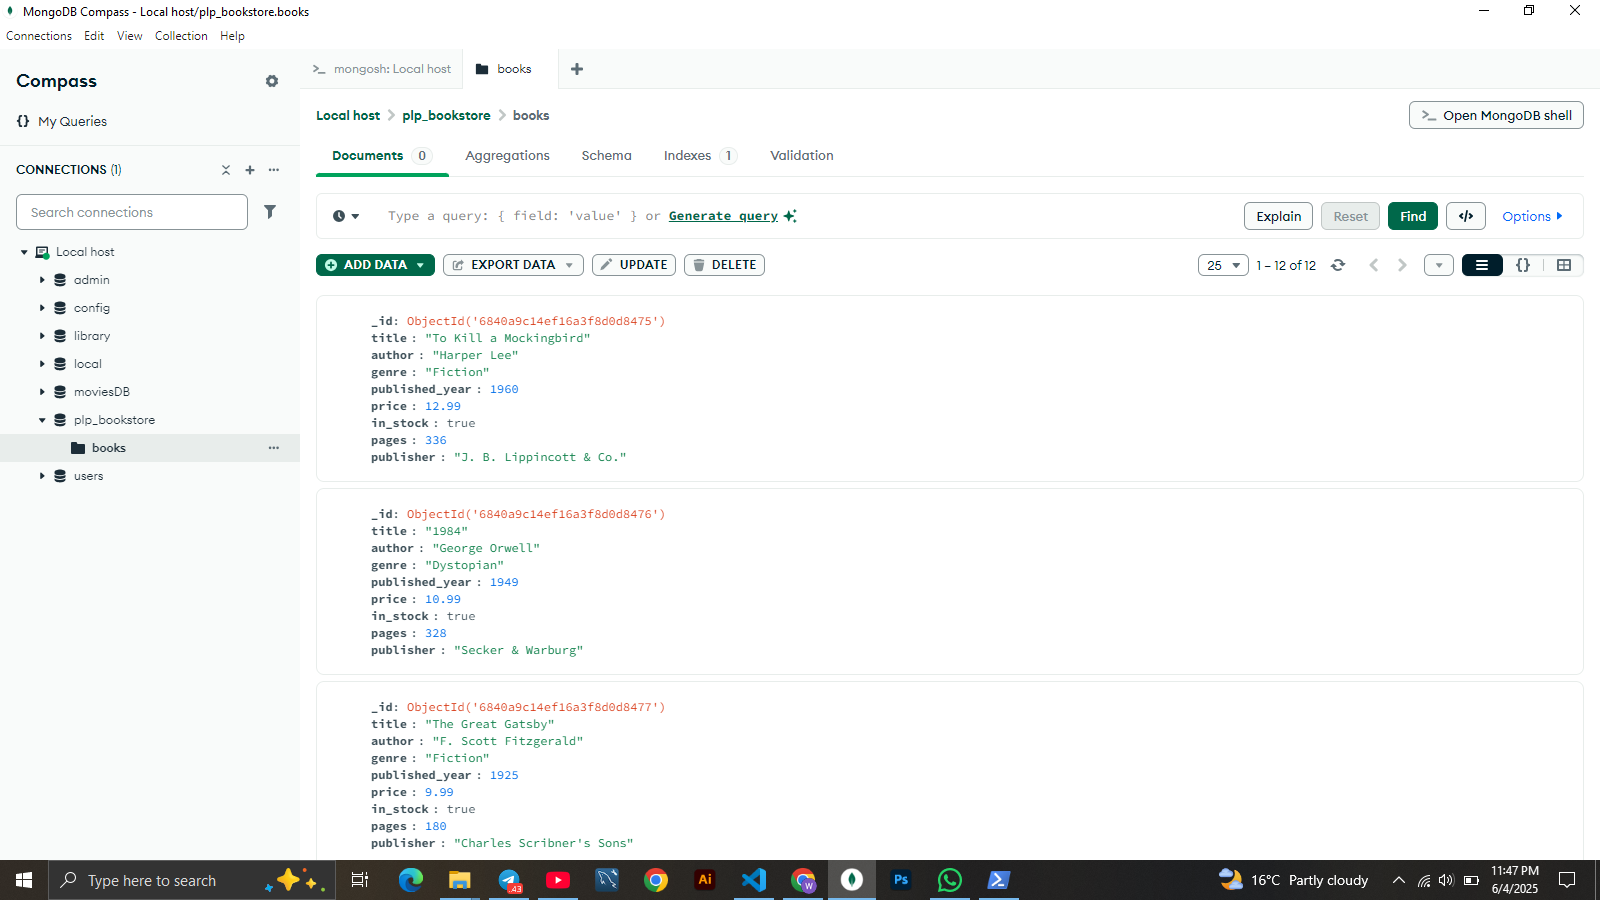 MongoDB Compass - Local host/plp_bookstore.books
Connections Edit View Collection Help
Compass
{} My Queries
CONNECTIONS (1)
Search connections
Local host
admin
config
library
local
moviesDB
plp_bookstore
books
users
>_ mongosh: Local host books
Local host > plp_bookstore > books
>_ Open MongoDB shell
Documents 0 Aggregations Schema Indexes 1 Validation
Type a query: { field: 'value' } or Generate query
Explain Reset Find </> Options
ADD DATA EXPORT DATA UPDATE DELETE
25 1 – 12 of 12 {}
_id: ObjectId('6840a9c14ef16a3f8d0d8475')
title : "To Kill a Mockingbird"
author : "Harper Lee"
genre : "Fiction"
published_year : 1960
price : 12.99
in_stock : true
pages : 336
publisher : "J. B. Lippincott & Co."
_id: ObjectId('6840a9c14ef16a3f8d0d8476')
title : "1984"
author : "George Orwell"
genre : "Dystopian"
published_year : 1949
price : 10.99
in_stock : true
pages : 328
publisher : "Secker & Warburg"
_id: ObjectId('6840a9c14ef16a3f8d0d8477')
title : "The Great Gatsby"
author : "F. Scott Fitzgerald"
genre : "Fiction"
published_year : 1925
price : 9.99
in_stock : true
pages : 180
publisher : "Charles Scribner's Sons"
Type here to search
43
Ai
W
Ps
16°C Partly cloudy
11:47 PM
6/4/2025